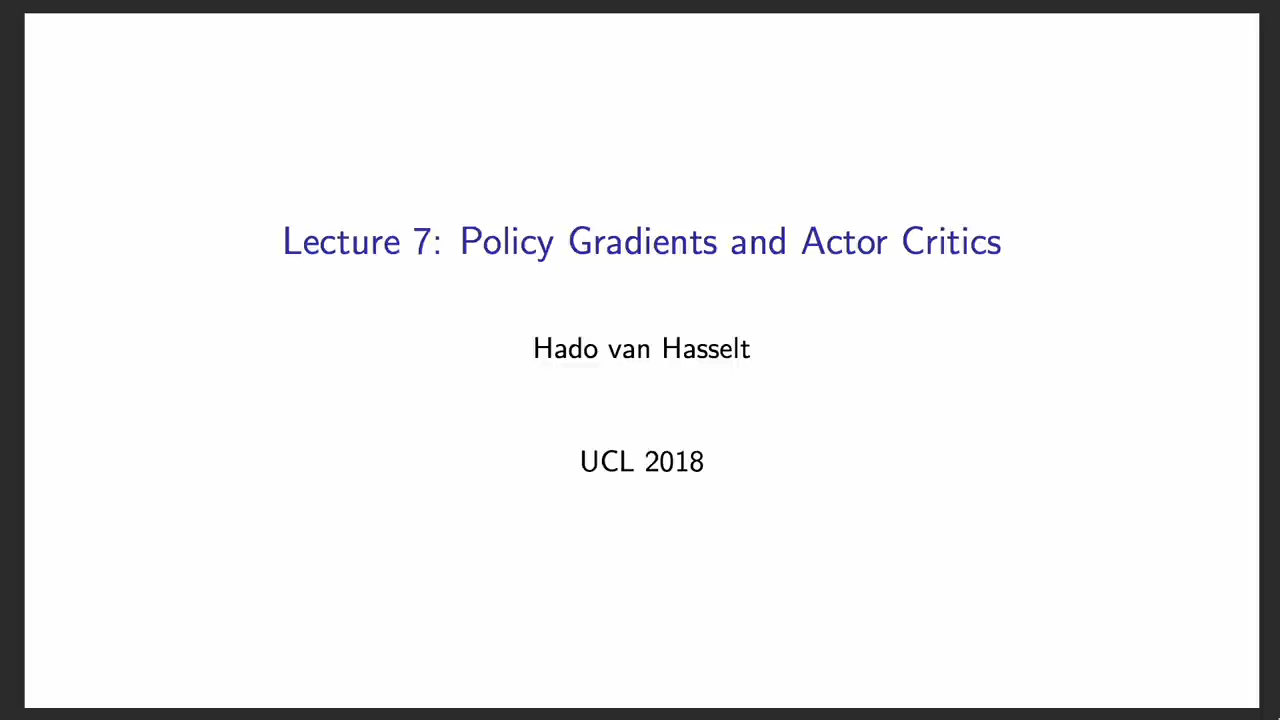 Lecture 7: Policy Gradients and Actor Critics
Hado van Hasselt
UCL 2018